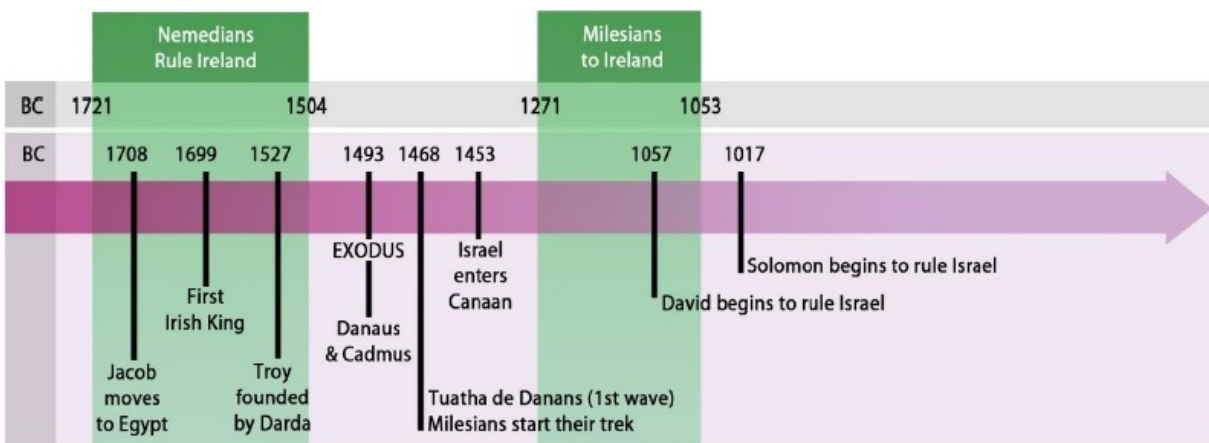 Nemedians
Rule Ireland
Milesians
to Ireland
BC 1721 1504 1271 1053
BC 1708 1699 1527 1493 1468 1453 1057 1017
EXODUS
Israel
enters
Canaan
Solomon begins to rule Israel
First
Irish King
David begins to rule Israel
Danaus
& Cadmus
Jacob
moves
to Egypt
Troy
founded
by Darda
Tuatha de Danans (1st wave)
Milesians start their trek